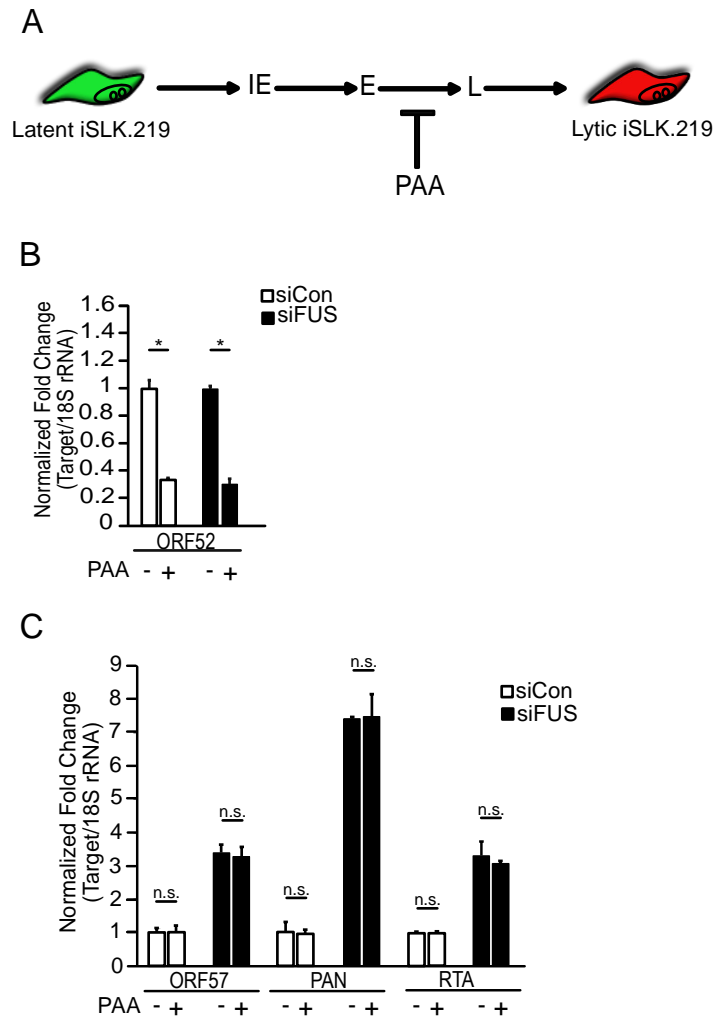 A
IE E L
Latent iSLK.219 Lytic iSLK.219
PAA
B
siCon
siFUS
Normalized Fold Change
(Target/18S rRNA)
1.6
1.4
1.2
1
0.8
0.6
0.4
0.2
0
* *
ORF52
PAA - + - +
C
siCon
siFUS
Normalized Fold Change
(Target/18S rRNA)
9
8
7
6
5
4
3
2
1
0
n.s. n.s. n.s. n.s. n.s. n.s.
ORF57 PAN RTA
PAA - + - + - + - + - + - +